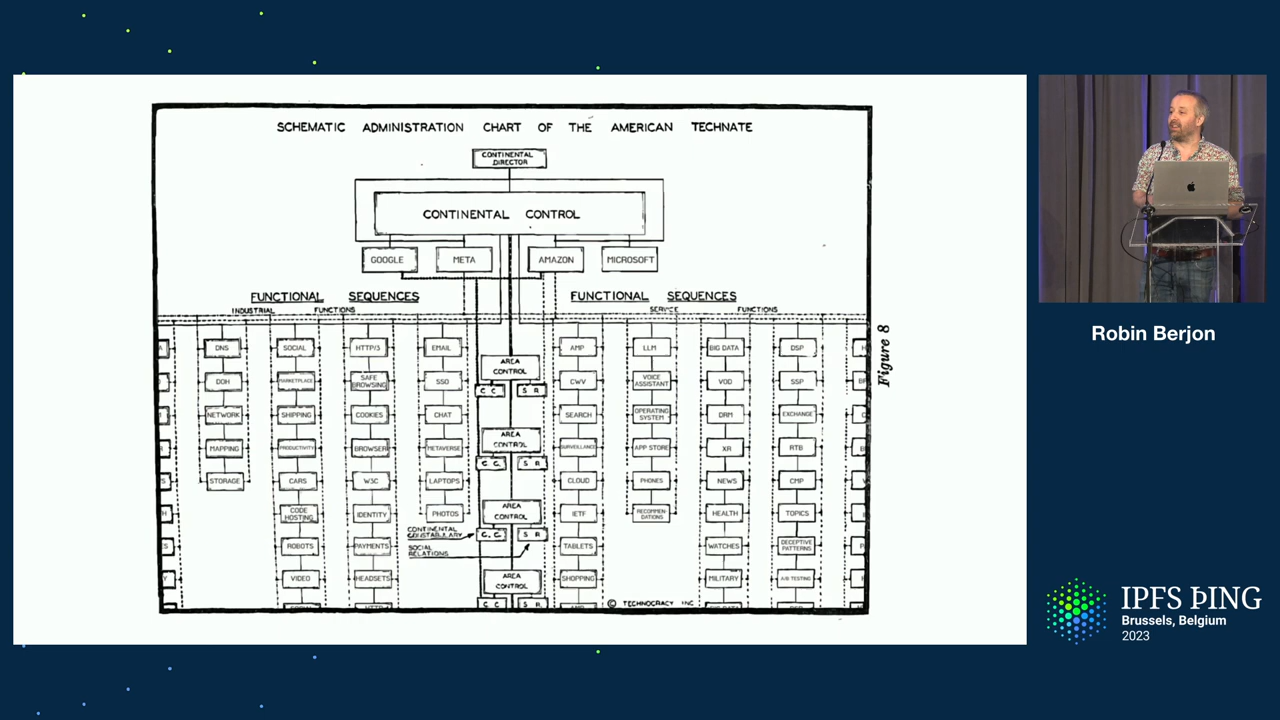 SCHEMATIC ADMINISTRATION CHART OF THE AMERICAN TECHNATE
CONTINENTAL
DIRECTOR
CONTINENTAL CONTROL
GOOGLE
META
AMAZON
MICROSOFT
FUNCTIONAL SEQUENCES
INDUSTRIAL FUNCTIONS
FUNCTIONAL SEQUENCES
SERVICE FUNCTIONS
DNS
DOH
NETWORK
MAPPING
STORAGE
SOCIAL
MARKETPLACE
SHIPPING
PRODUCTIVITY
CARS
CODE
HOSTING
ROBOTS
VIDEO
HTTP/3
SAFE
BROWSING
COOKIES
BROWSER
W3C
IDENTITY
PAYMENTS
HEADSETS
EMAIL
SSO
CHAT
METAVERSE
LAPTOPS
PHOTOS
AREA
CONTROL
C. C.
S R
AREA
CONTROL
C. C.
S R
AREA
CONTROL
C. C.
S R
CONTINENTAL
CONSTABULARY
SOCIAL
RELATIONS
AREA
CONTROL
C C
S R.
AMP
CWV
SEARCH
SURVEILLANCE
CLOUD
IETF
TABLETS
SHOPPING
LLM
VOICE
ASSISTANT
OPERATING
SYSTEM
APP STORE
PHONES
RECOMMEN-
DATIONS
BIG DATA
VOD
DRM
XR
NEWS
HEALTH
WATCHES
MILITARY
DSP
SSP
EXCHANGE
RTB
CMP
TOPICS
DECEPTIVE
PATTERNS
A/B TESTING
© TECHNOCRACY INC
Figure 8
Robin Berjon
IPFS ÞING
Brussels, Belgium
2023